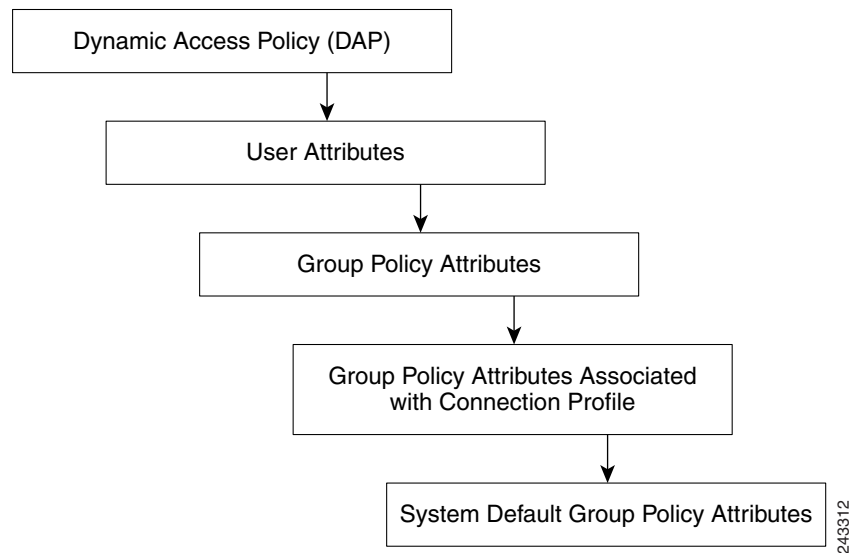 Dynamic Access Policy (DAP)
User Attributes
Group Policy Attributes
Group Policy Attributes Associated
with Connection Profile
System Default Group Policy Attributes
243312